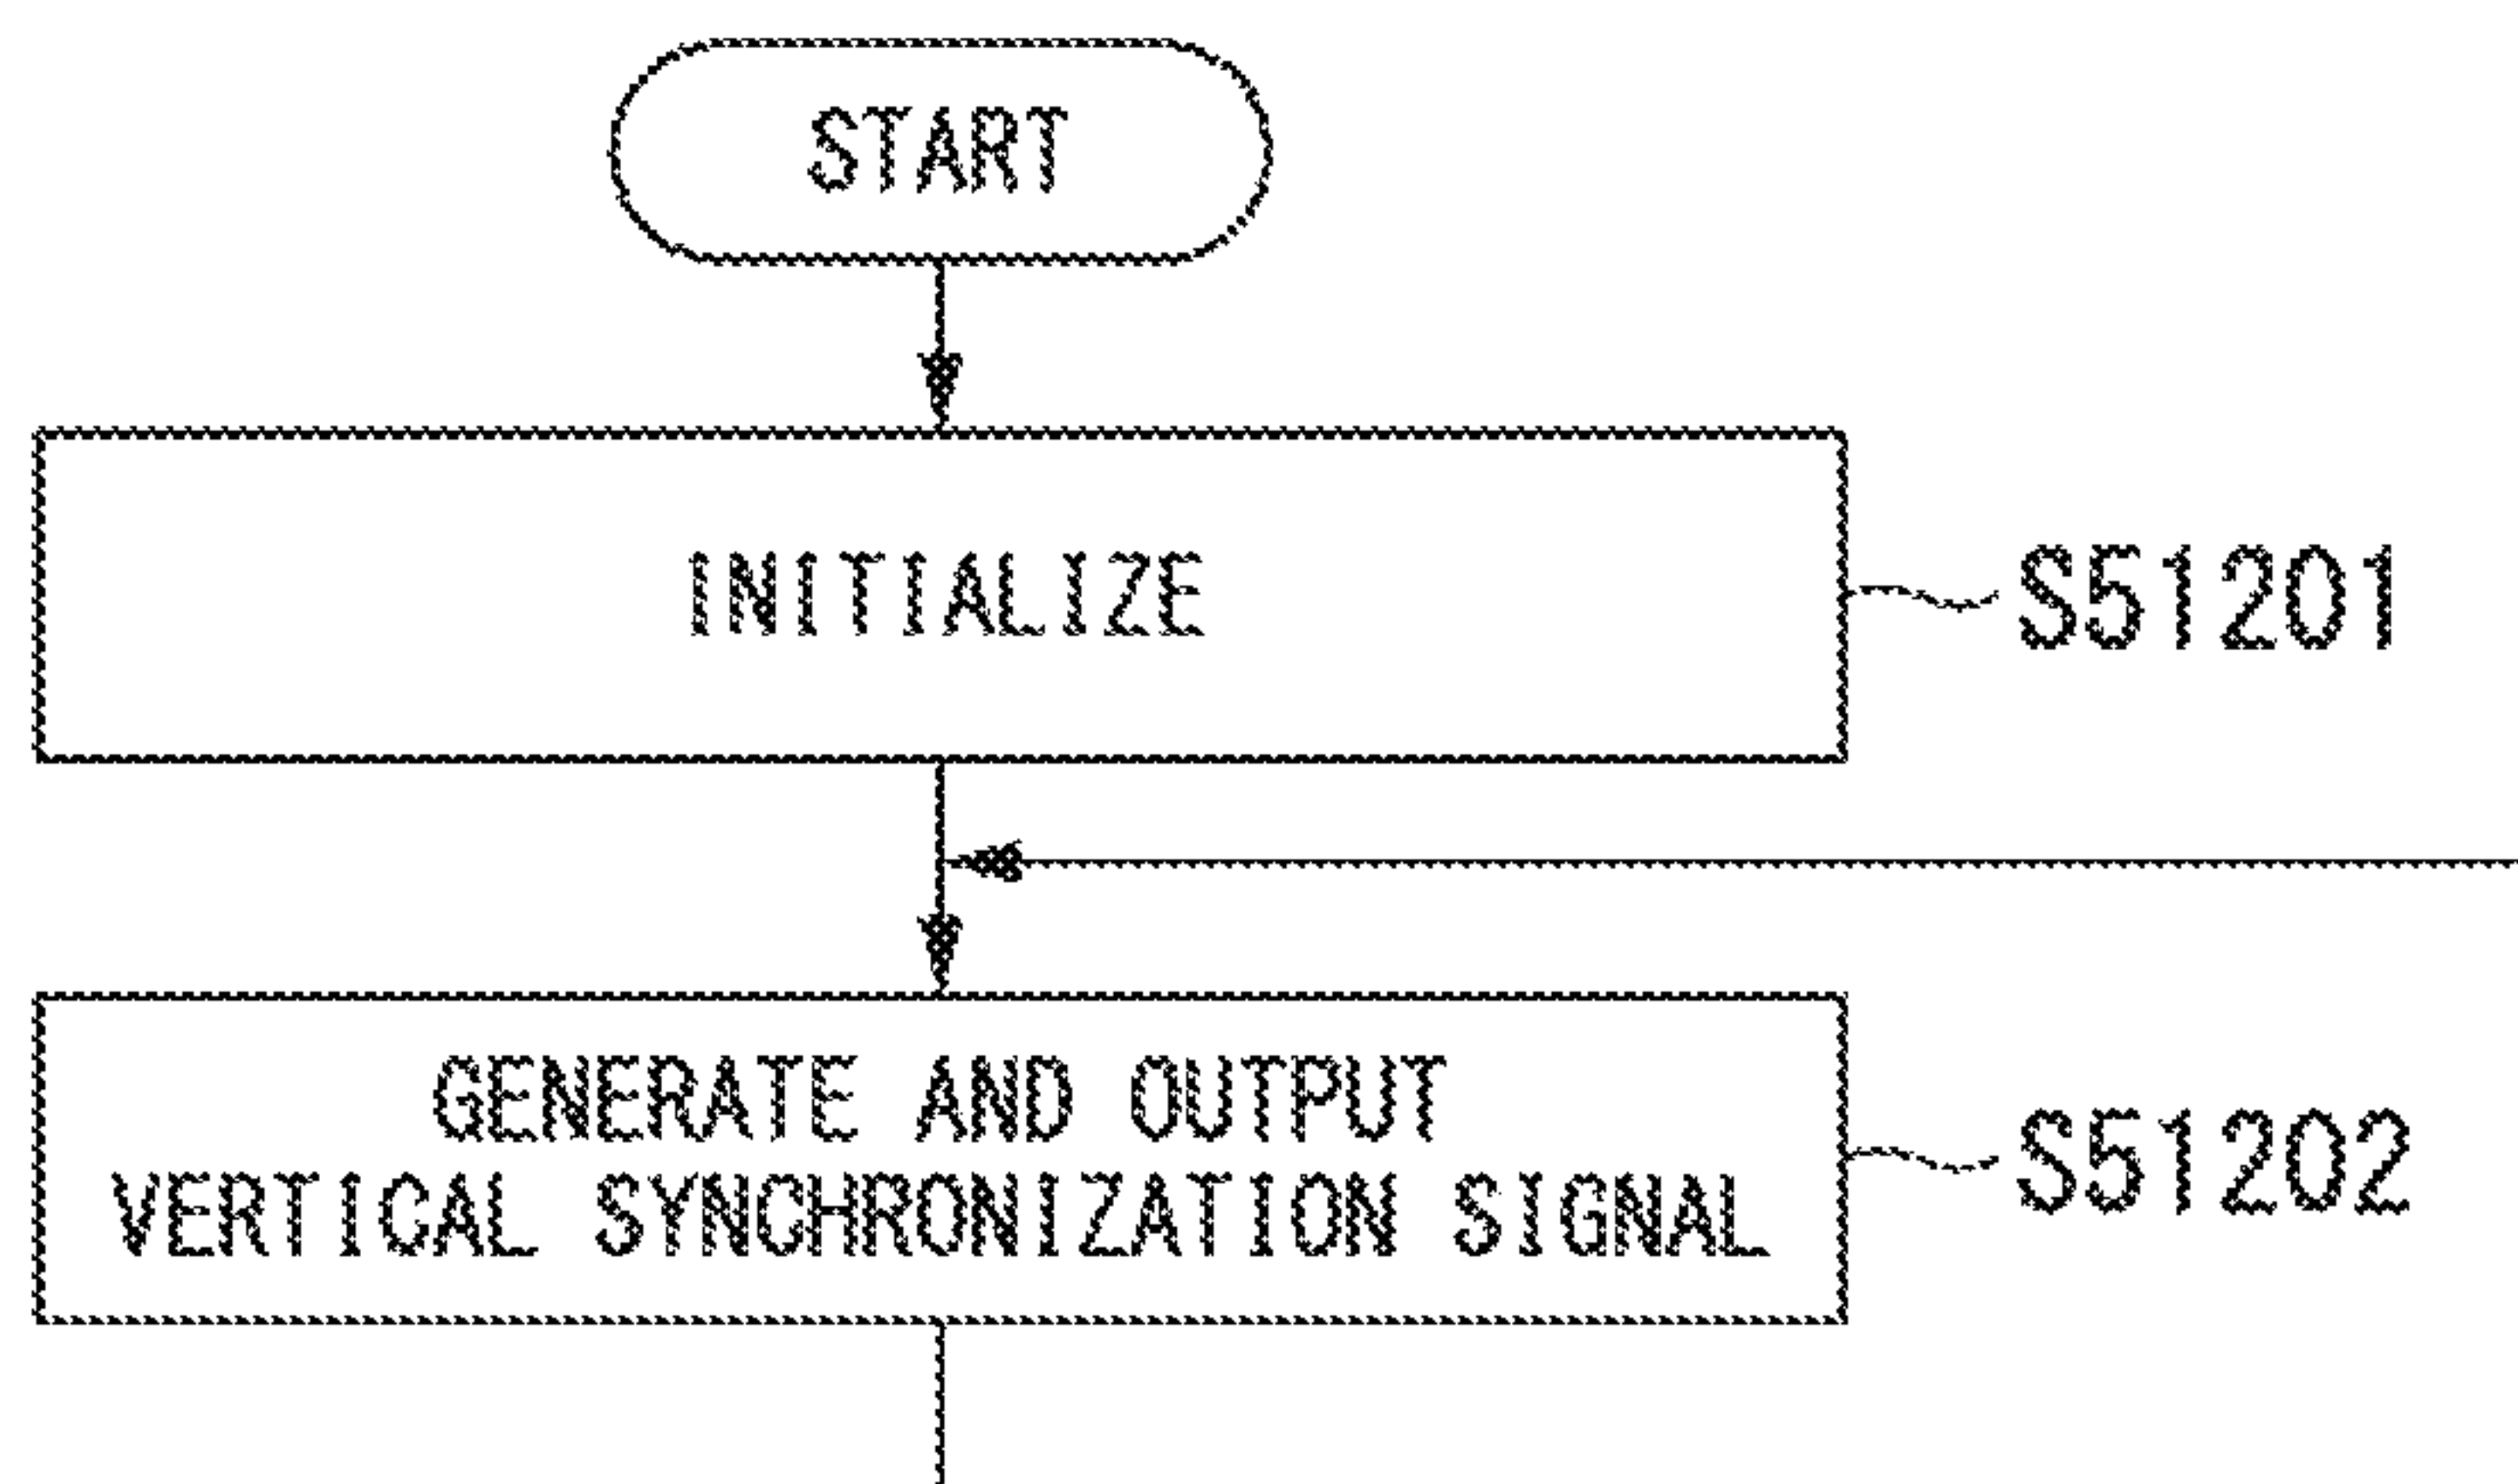 START
INITIALIZE
S51201
GENERATE AND OUTPUT
VERTICAL SYNCHRONIZATION SIGNAL
S51202